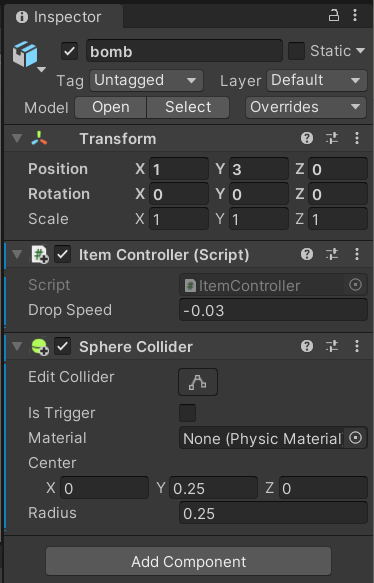 Inspector
bomb Static
Tag Untagged Layer Default
Model Open Select Overrides
Transform
Position X 1 Y 3 Z 0
Rotation X 0 Y 0 Z 0
Scale X 1 Y 1 Z 1
# Item Controller (Script)
Script # ItemController
Drop Speed -0.03
Sphere Collider
Edit Collider
Is Trigger
Material None (Physic Material
Center
X 0 Y 0.25 Z 0
Radius 0.25
Add Component